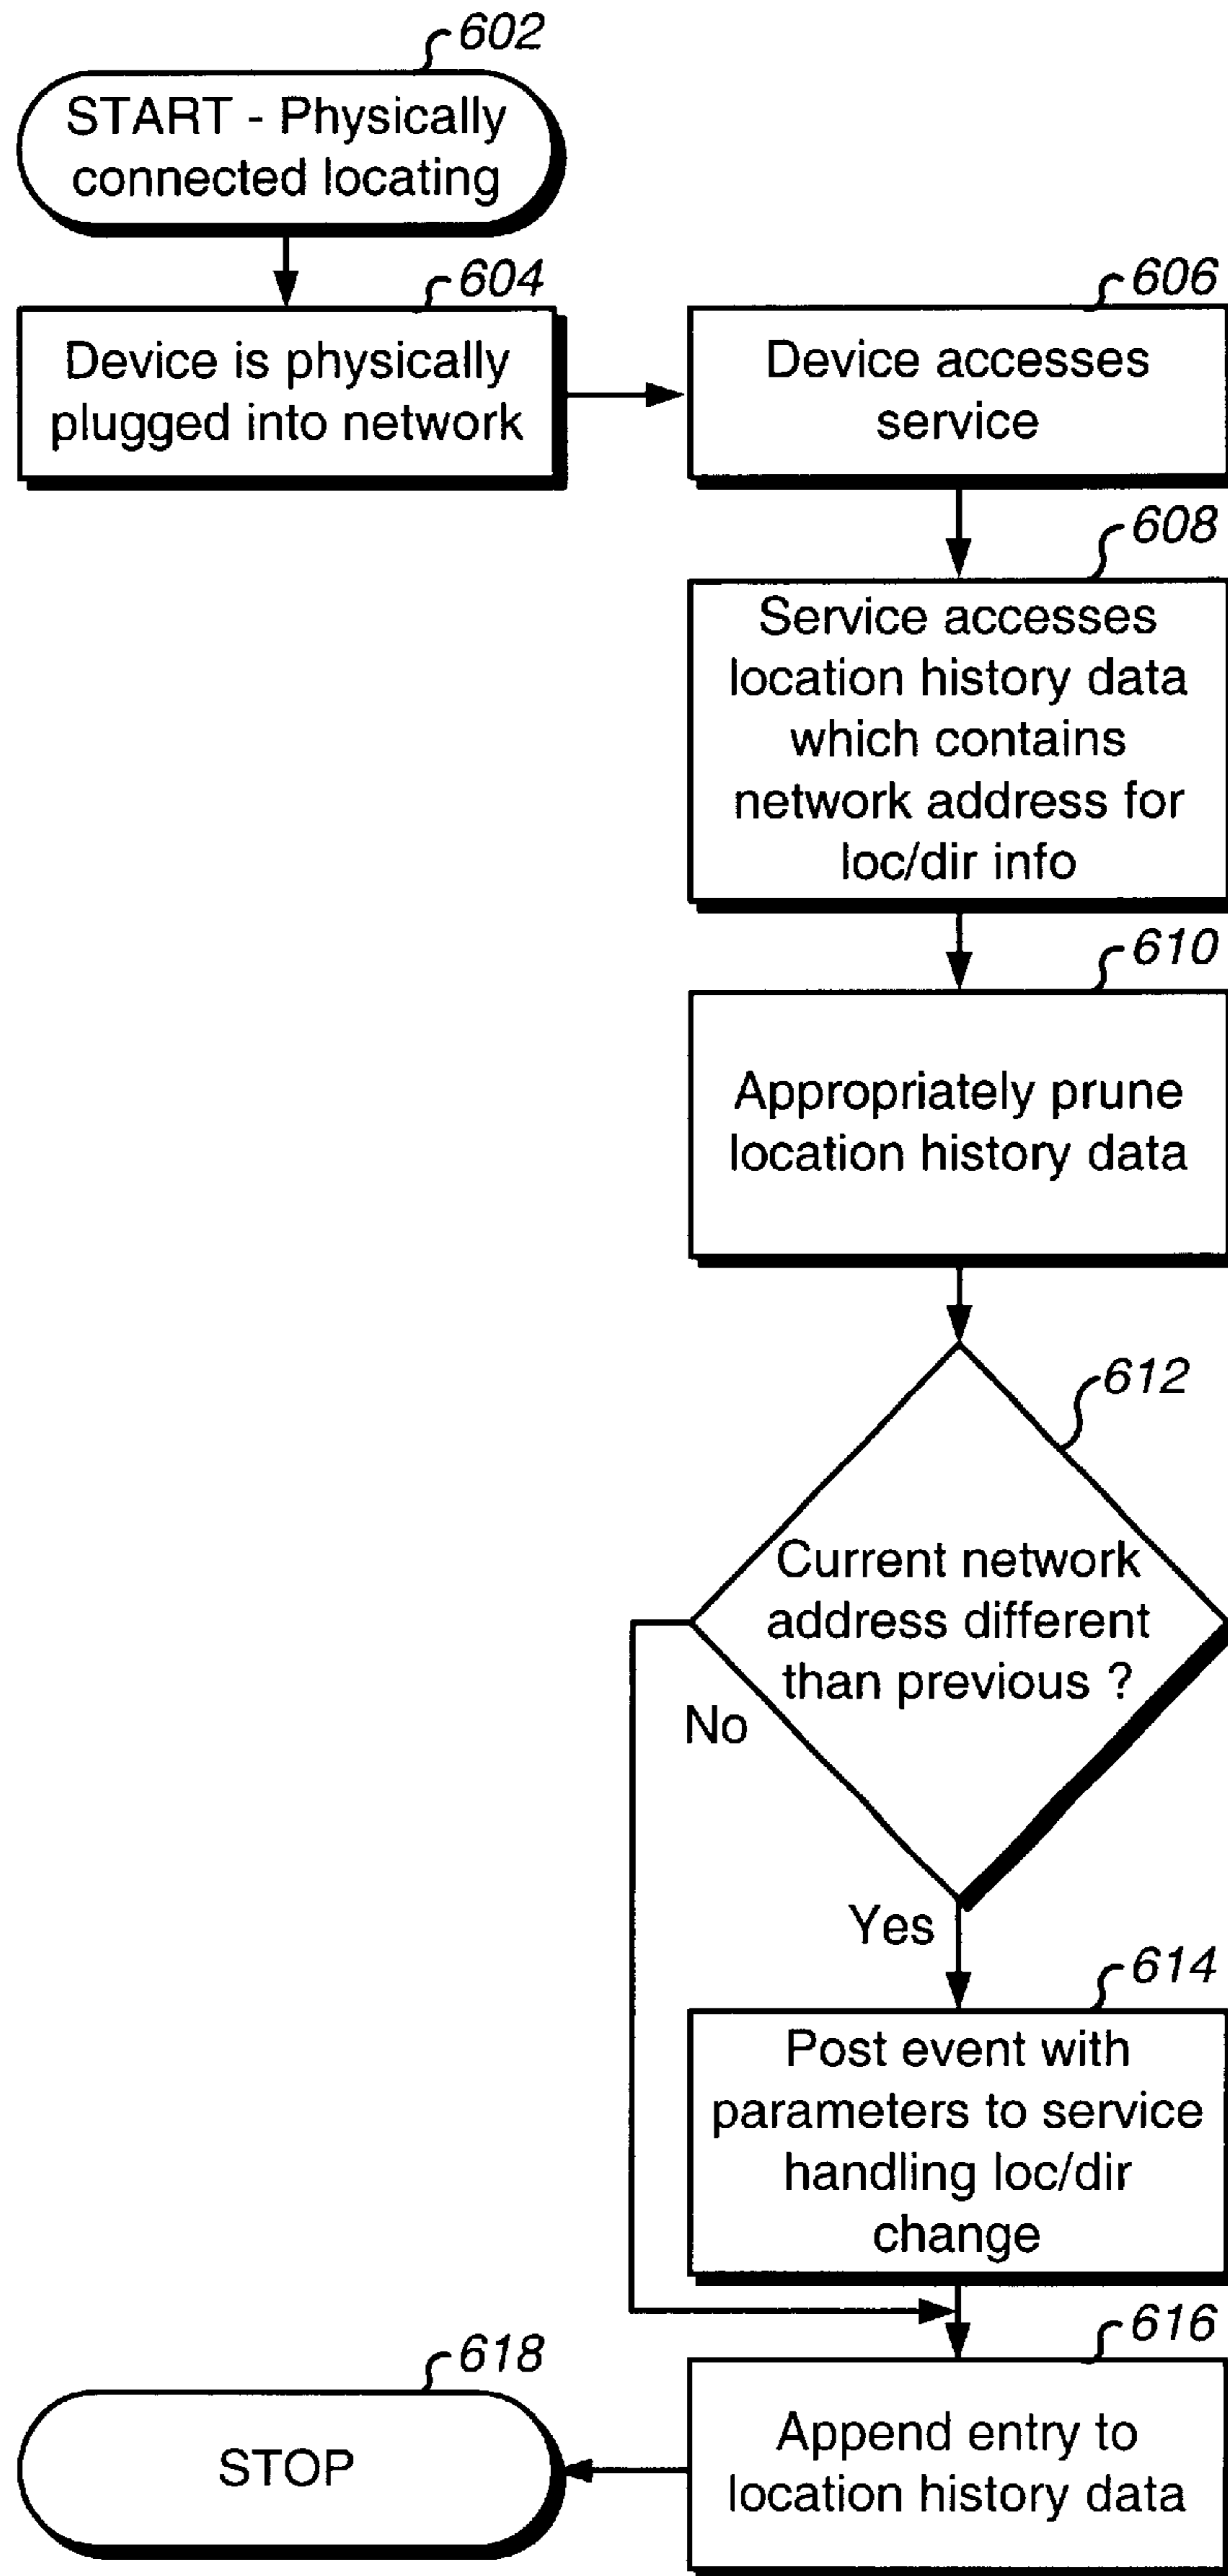 602
START - Physically
connected locating
604
Device is physically
plugged into network
606
Device accesses
service
608
Service accesses
location history data
which contains
network address for
loc/dir info
610
Appropriately prune
location history data
612
Current network
address different
than previous ?
No
Yes
614
Post event with
parameters to service
handling loc/dir
change
616
Append entry to
location history data
618
STOP